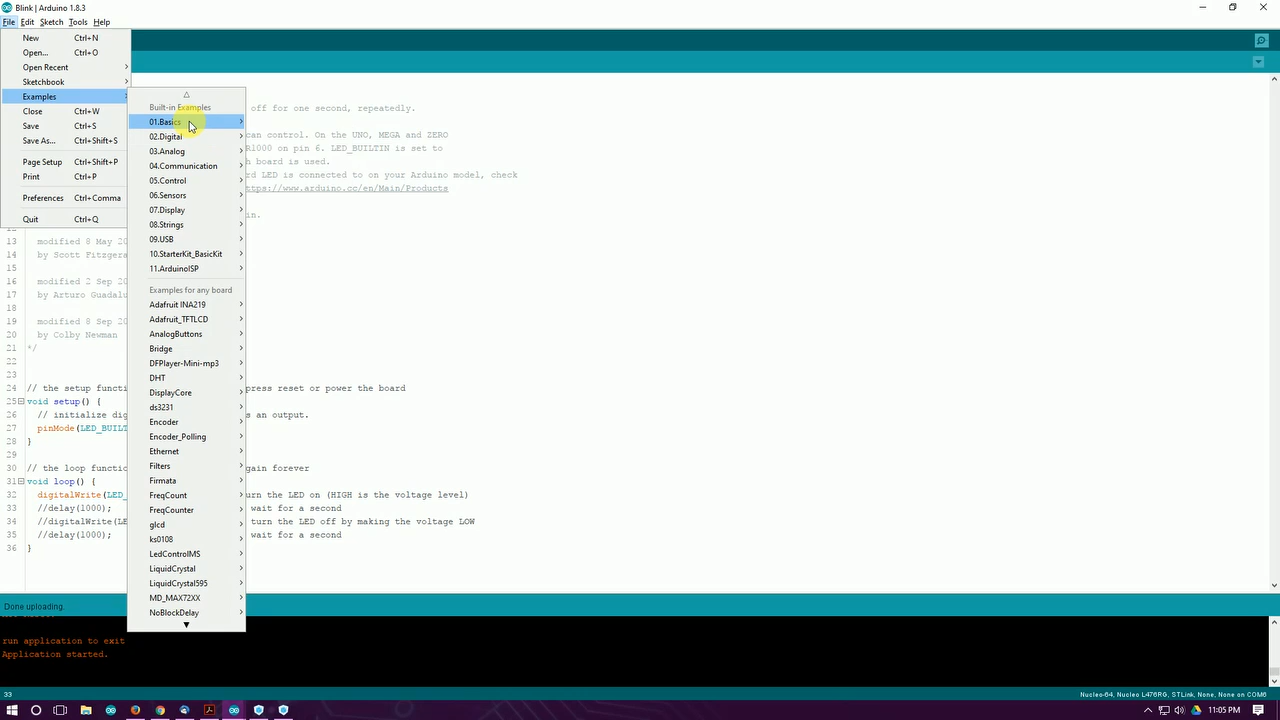 Blink | Arduino 1.8.3
File Edit Sketch Tools Help
New Ctrl+N
Open... Ctrl+O
Open Recent
Sketchbook
Examples
Close Ctrl+W
Save Ctrl+S
Save As... Ctrl+Shift+S
Page Setup Ctrl+Shift+P
Print Ctrl+P
Preferences Ctrl+Comma
Quit Ctrl+Q
Built-in Examples
01.Basics
02.Digital
03.Analog
04.Communication
05.Control
06.Sensors
07.Display
08.Strings
09.USB
10.StarterKit_BasicKit
11.ArduinoISP
Examples for any board
Adafruit INA219
Adafruit_TFTLCD
AnalogButtons
Bridge
DFPlayer-Mini-mp3
DHT
DisplayCore
ds3231
Encoder
Encoder_Polling
Ethernet
Filters
Firmata
FreqCount
FreqCounter
glcd
ks0108
LedControlMS
LiquidCrystal
LiquidCrystal595
MD_MAX72XX
NoBlockDelay
off for one second, repeatedly.
can control. On the UNO, MEGA and ZERO
R1000 on pin 6. LED_BUILTIN is set to
h board is used.
rd LED is connected to on your Arduino model, check
ttps://www.arduino.cc/en/Main/Products
in.
13 modified 8 May 20
14 by Scott Fitzger
15
16 modified 2 Sep 20
17 by Arturo Guadalu
18
19 modified 8 Sep 20
20 by Colby Newman
21 */
22
23
24 // the setup functi press reset or power the board
25 void setup() {
26 // initialize dig s an output.
27 pinMode(LED_BUILT
28 }
29
30 // the loop functio gain forever
31 void loop() {
32 digitalWrite(LED_ urn the LED on (HIGH is the voltage level)
33 //delay(1000); wait for a second
34 //digitalWrite(LE turn the LED off by making the voltage LOW
35 //delay(1000); wait for a second
36 }
Done uploading.
run application to exit
Application started.
33 Nucleo-64, Nucleo L476RG, STLink, None, None on COM6
11:05 PM